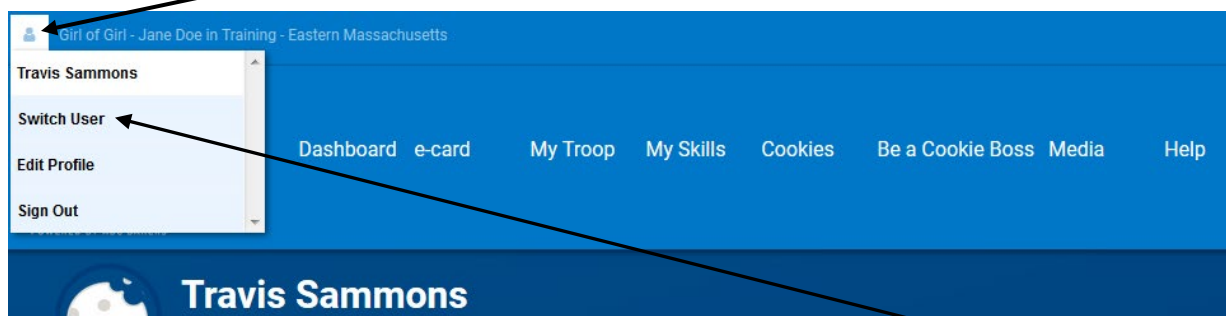 Girl of Girl - Jane Doe in Training - Eastern Massachusetts
Travis Sammons
Switch User
Edit Profile
Sign Out
Dashboard e-card My Troop My Skills Cookies Be a Cookie Boss Media Help
Travis Sammons